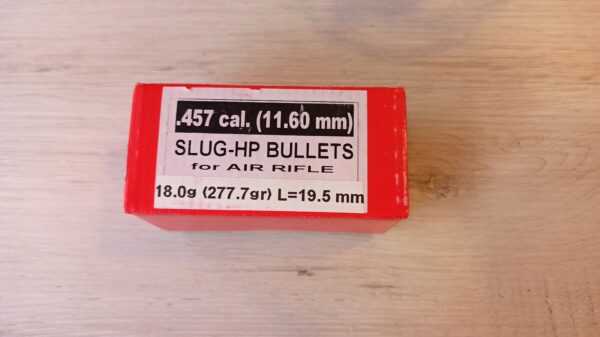 .457 cal. (11.60 mm)
SLUG-HP BULLETS
for AIR RIFLE
18.0g (277.7gr) L=19.5 mm